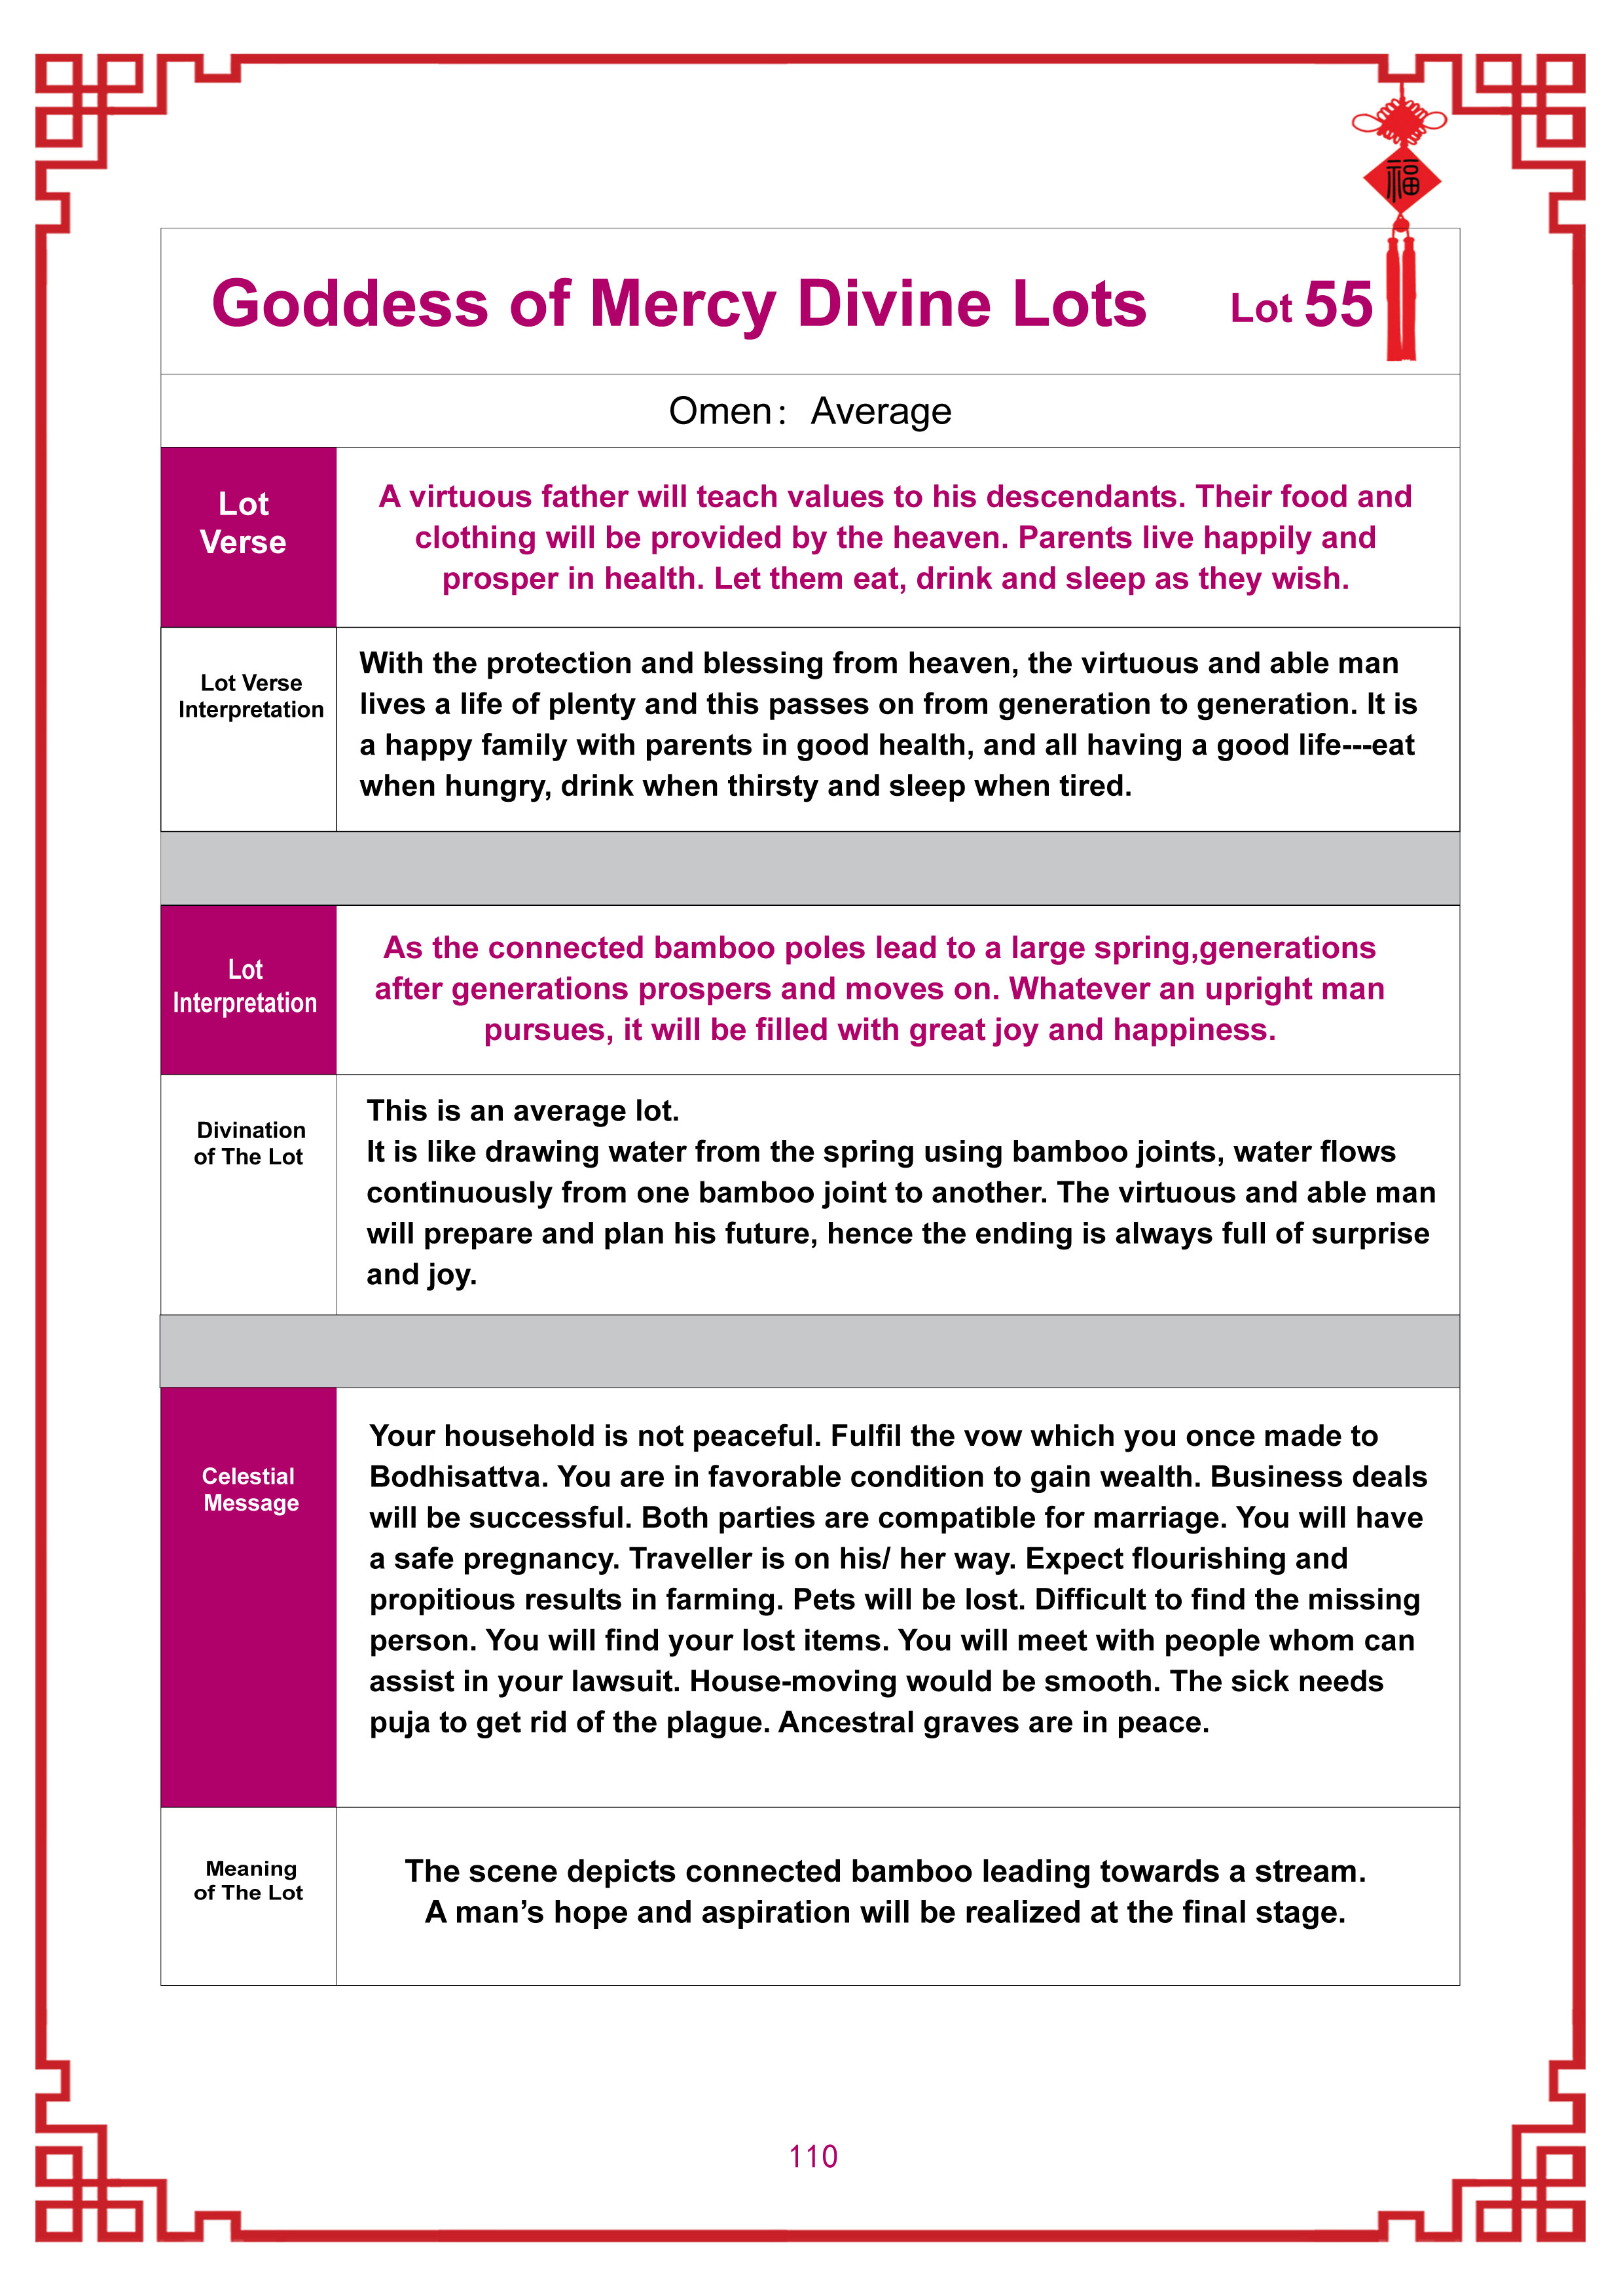 福
Goddess of Mercy Divine Lots Lot 55
Omen： Average
Lot
Verse
A virtuous father will teach values to his descendants. Their food and
clothing will be provided by the heaven. Parents live happily and
prosper in health. Let them eat, drink and sleep as they wish.
Lot Verse
Interpretation
With the protection and blessing from heaven, the virtuous and able man
lives a life of plenty and this passes on from generation to generation. It is
a happy family with parents in good health, and all having a good life---eat
when hungry, drink when thirsty and sleep when tired.
Lot
Interpretation
As the connected bamboo poles lead to a large spring,generations
after generations prospers and moves on. Whatever an upright man
pursues, it will be filled with great joy and happiness.
Divination
of The Lot
This is an average lot.
It is like drawing water from the spring using bamboo joints, water flows
continuously from one bamboo joint to another. The virtuous and able man
will prepare and plan his future, hence the ending is always full of surprise
and joy.
Celestial
Message
Your household is not peaceful. Fulfil the vow which you once made to
Bodhisattva. You are in favorable condition to gain wealth. Business deals
will be successful. Both parties are compatible for marriage. You will have
a safe pregnancy. Traveller is on his/ her way. Expect flourishing and
propitious results in farming. Pets will be lost. Difficult to find the missing
person. You will find your lost items. You will meet with people whom can
assist in your lawsuit. House-moving would be smooth. The sick needs
puja to get rid of the plague. Ancestral graves are in peace.
Meaning
of The Lot
The scene depicts connected bamboo leading towards a stream.
A man’s hope and aspiration will be realized at the final stage.
110